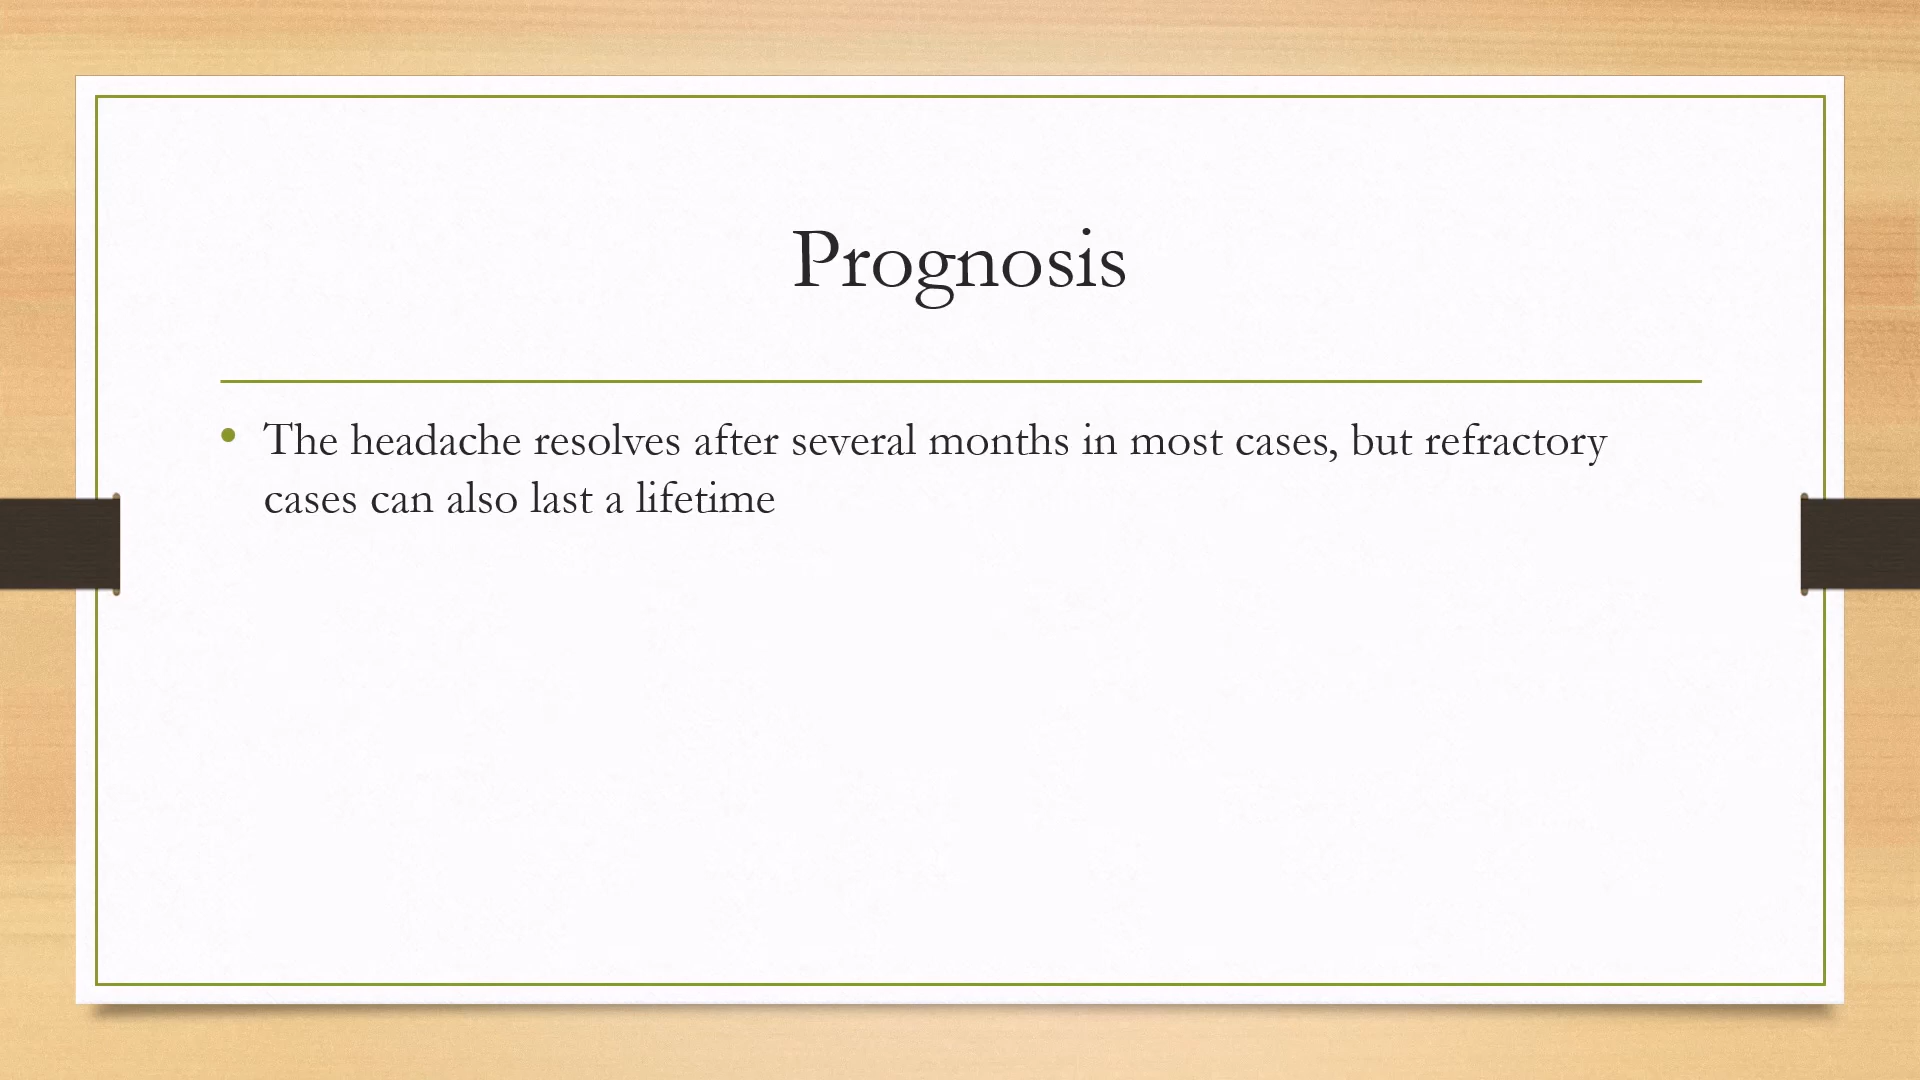 Prognosis
• The headache resolves after several months in most cases, but refractory
cases can also last a lifetime